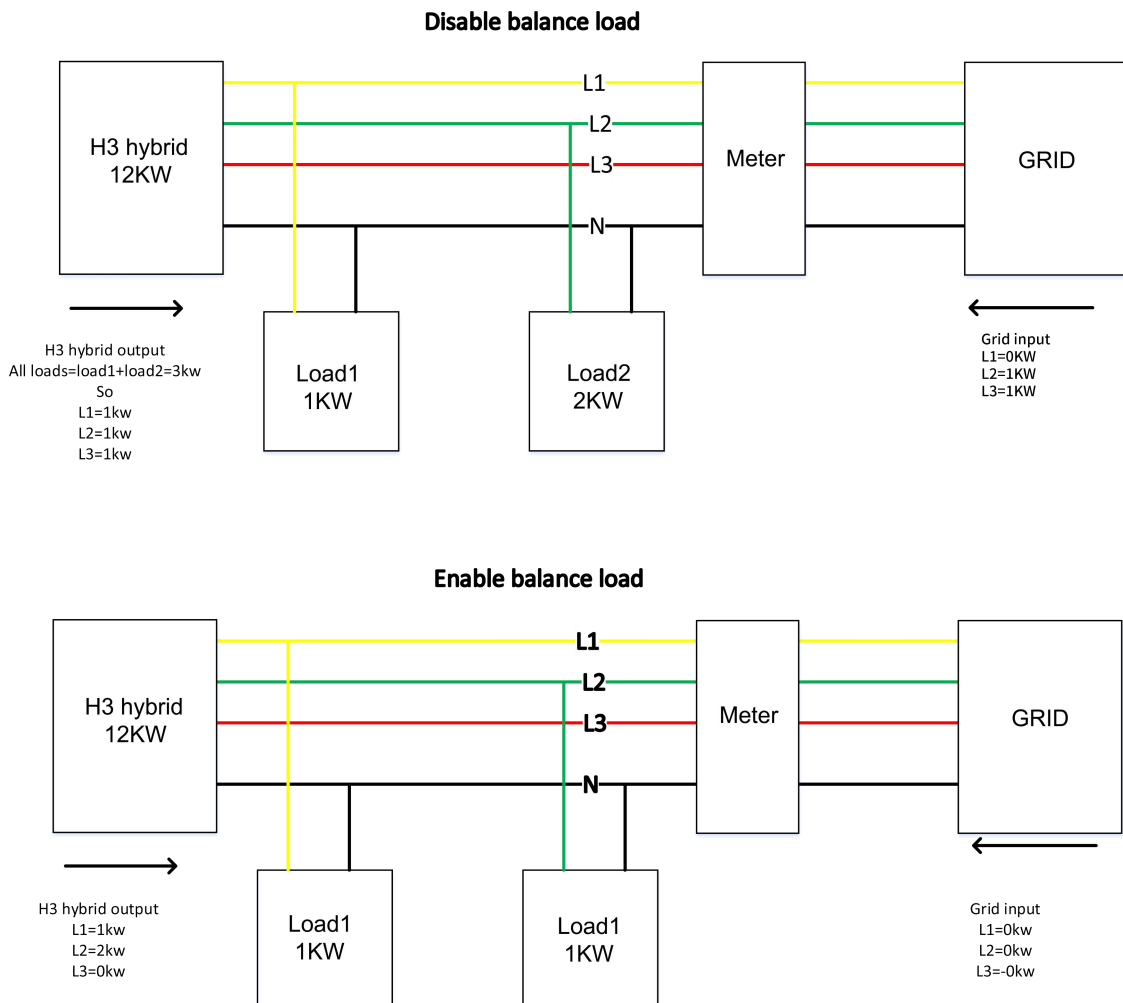 Disable balance load
L1
L2
L3
N
H3 hybrid
12KW
Meter
GRID
Load1
1KW
Load2
2KW
H3 hybrid output
All loads=load1+load2=3kw
So
L1=1kw
L2=1kw
L3=1kw
Grid input
L1=0KW
L2=1KW
L3=1KW
Enable balance load
L1
L2
L3
N
H3 hybrid
12KW
Meter
GRID
Load1
1KW
Load1
1KW
H3 hybrid output
L1=1kw
L2=2kw
L3=0kw
Grid input
L1=0kw
L2=0kw
L3=-0kw